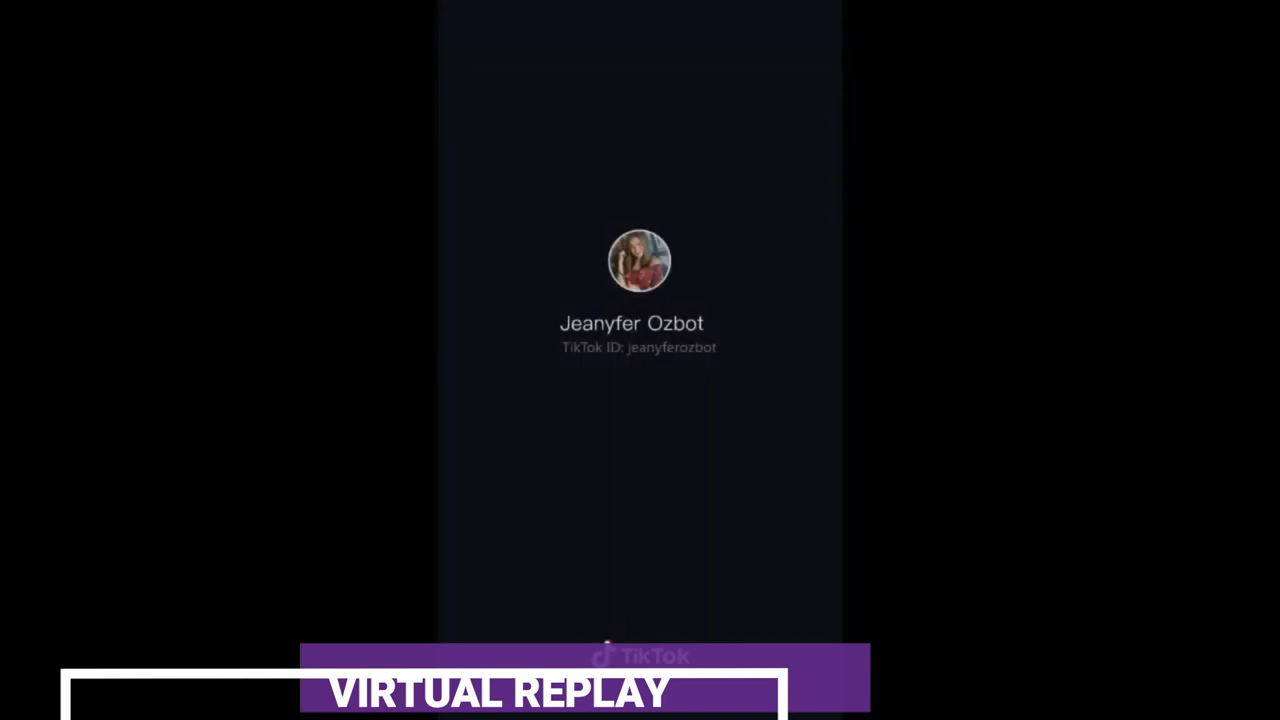 Jeanyfer Ozbot
TikTok ID: jeanyferozbot
TikTok
VIRTUAL REPLAY